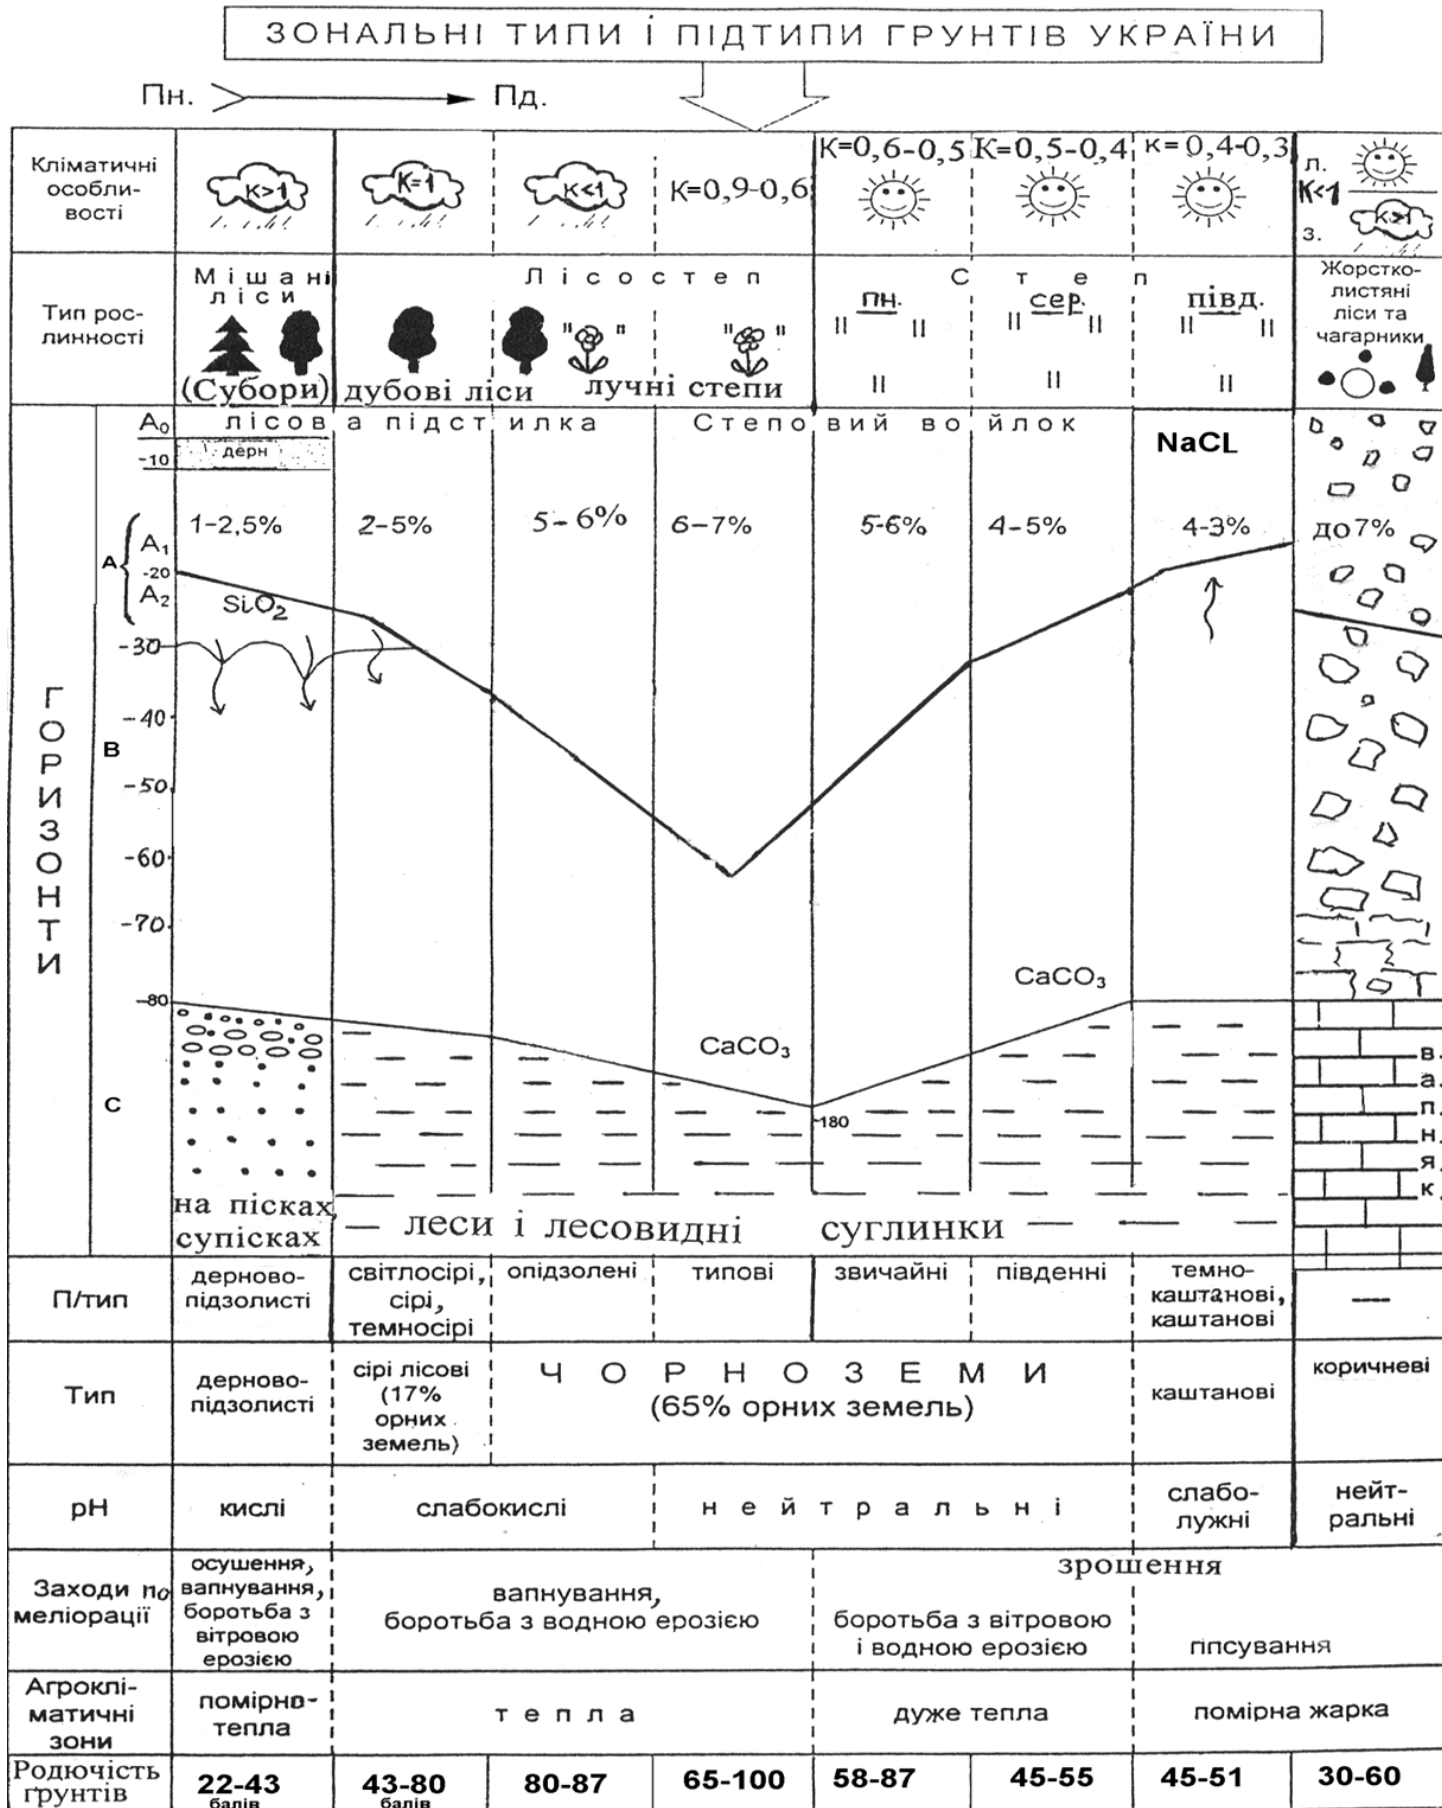 ЗОНАЛЬНІ ТИПИ І ПІДТИПИ ГРУНТІВ УКРАЇНИ
Пн. Пд.
Кліматичні
особли-
вості
К>1
К=1
К<1
К=0,9-0,6
К=0,6-0,5
К=0,5-0,4
к=0,4-0,3
л.
К<1
К>1
з.
Тип рос-
линності
Мішані
ліси
(Субори)
Лісостеп
дубові ліси
лучні степи
Степ
пн.
сер.
півд.
Жорстко-
листяні
ліси та
чагарники
ГОРИЗОНТИ
A₀
лісова підстилка
Степовий войлок
NaCL
-10
дерн
A
A₁
-20
A₂
1-2,5%
2-5%
5-6%
6-7%
5-6%
4-5%
4-3%
до 7%
SiO₂
-30
-40
B
-50
-60
-70
-80
CaCO₃
CaCO₃
C
-180
вапняк
на пісках,
супісках
леси і лесовидні суглинки
П/тип
дерново-
підзолисті
світлосірі,
сірі,
темносірі
опідзолені
типові
звичайні
південні
темно-
каштанові,
каштанові
Тип
дерново-
підзолисті
сірі лісові
(17%
орних
земель)
ЧОРНОЗЕМИ
(65% орних земель)
каштанові
коричневі
pH
кислі
слабокислі
нейтральні
слабо-
лужні
нейт-
ральні
Заходи по
меліорації
осушення,
вапнування,
боротьба з
вітровою
ерозією
вапнування,
боротьба з водною ерозією
зрошення
боротьба з вітровою
і водною ерозією
гіпсування
Агроклі-
матичні
зони
помірно-
тепла
тепла
дуже тепла
помірна жарка
Родючість
грунтів
22-43
балів
43-80
балів
80-87
65-100
58-87
45-55
45-51
30-60